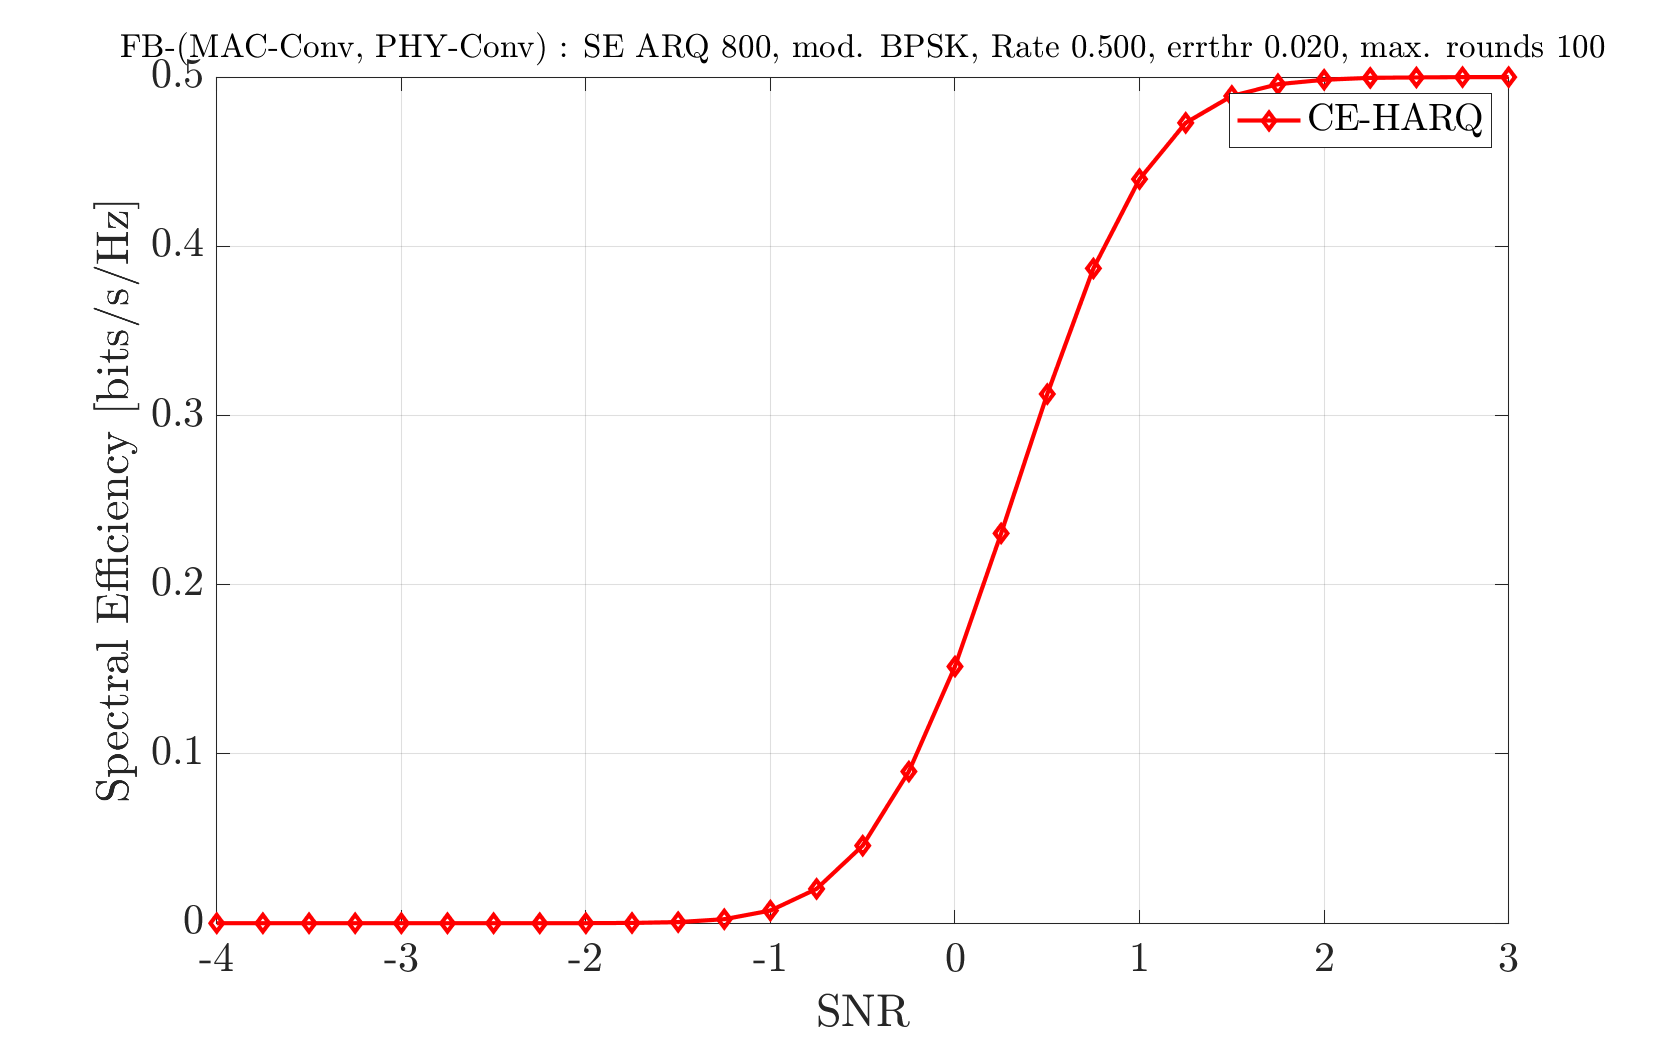 FB-(MAC-Conv, PHY-Conv) : SE ARQ 800, mod. BPSK, Rate 0.500, errthr 0.020, max. rounds 100
CE-HARQ
Spectral Efficiency [bits/s/Hz]
0.5
0.4
0.3
0.2
0.1
0
-4 -3 -2 -1 0 1 2 3
SNR